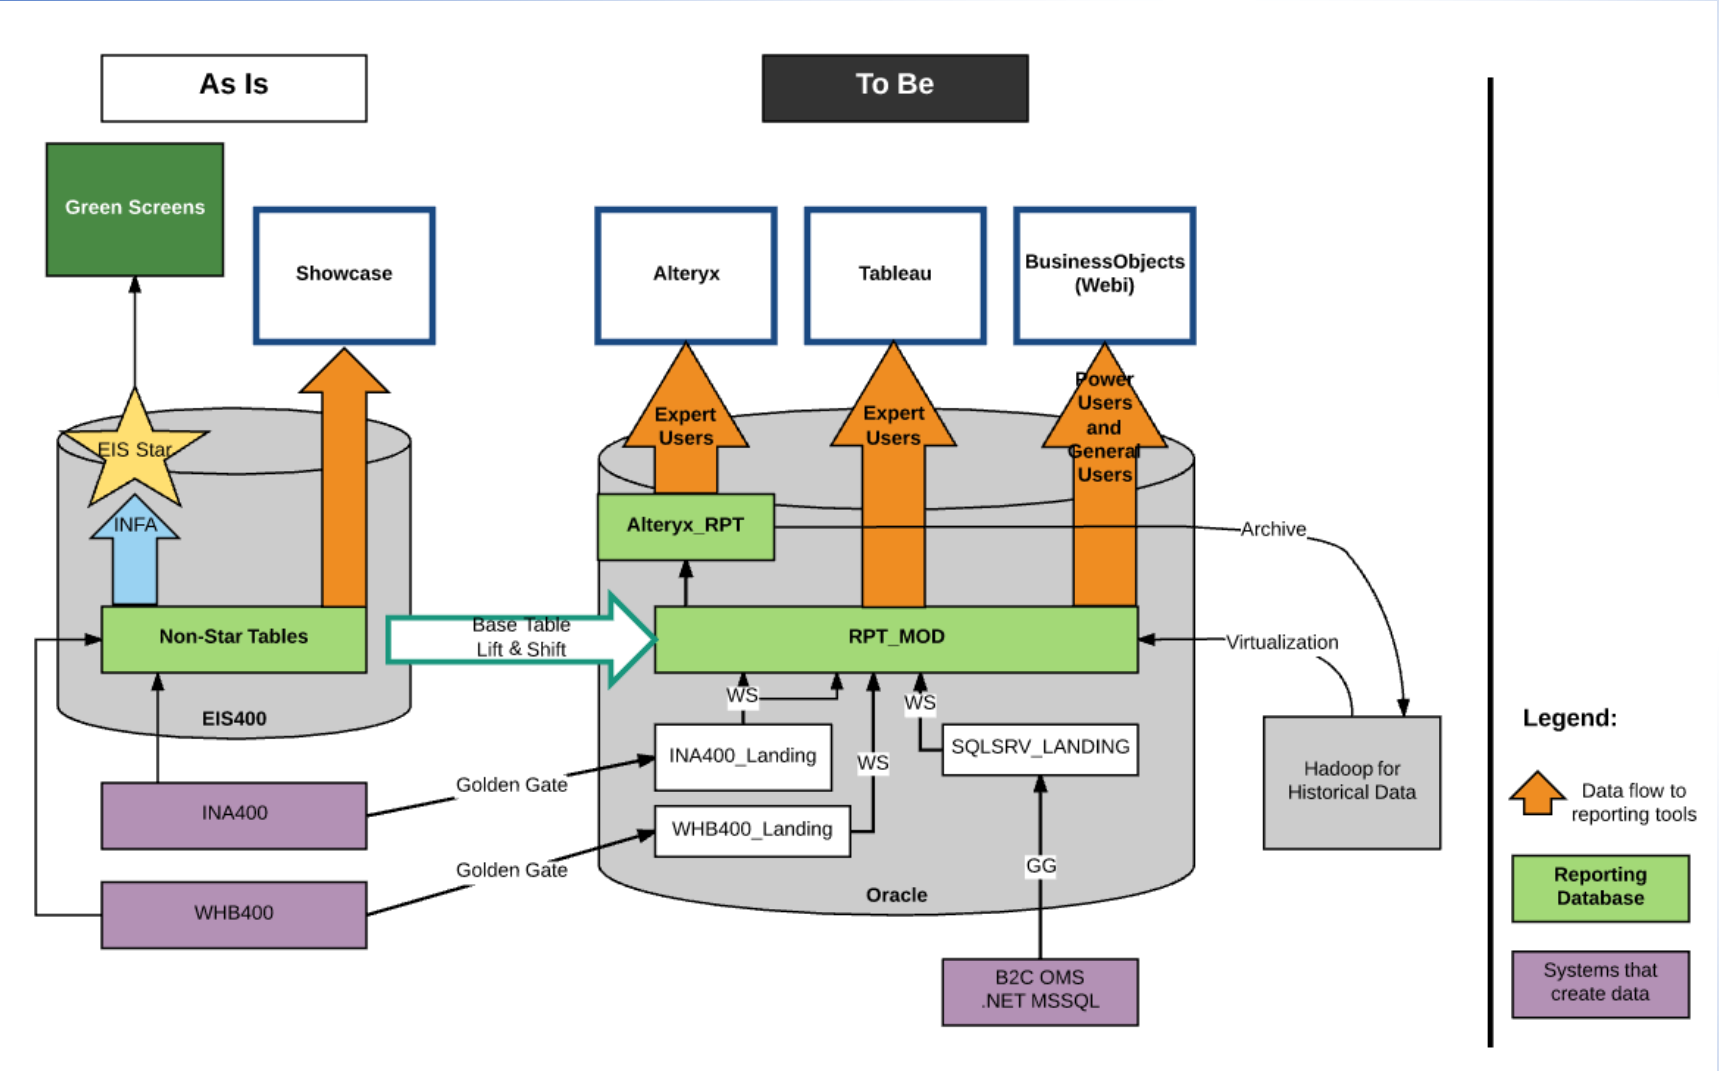 As Is
To Be
Green Screens
Showcase
Alteryx
Tableau
BusinessObjects
(Webi)
EIS Star
INFA
Expert
Users
Expert
Users
Power
Users
and
General
Users
Alteryx_RPT
Archive
Non-Star Tables
Base Table
Lift & Shift
RPT_MOD
Virtualization
EIS400
WS
WS
WS
INA400_Landing
SQLSRV_LANDING
WHB400_Landing
Golden Gate
Golden Gate
INA400
WHB400
GG
Oracle
B2C OMS
.NET MSSQL
Hadoop for
Historical Data
Legend:
Data flow to
reporting tools
Reporting
Database
Systems that
create data